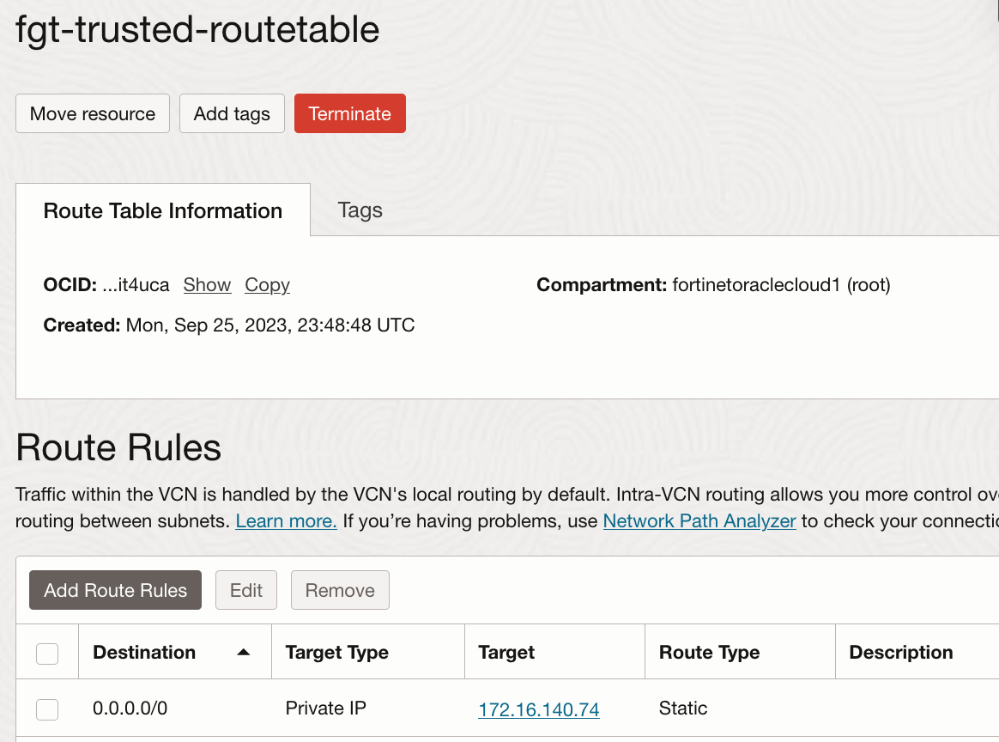 fgt-trusted-routetable
Move resource Add tags Terminate
Route Table Information Tags
OCID: ...it4uca Show Copy Compartment: fortinetoraclecloud1 (root)
Created: Mon, Sep 25, 2023, 23:48:48 UTC
Route Rules
Traffic within the VCN is handled by the VCN's local routing by default. Intra-VCN routing allows you more control
routing between subnets. Learn more. If you’re having problems, use Network Path Analyzer to check your
Add Route Rules Edit Remove
Destination Target Type Target Route Type Description
0.0.0.0/0 Private IP 172.16.140.74 Static